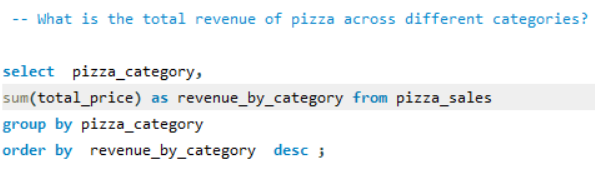 -- What is the total revenue of pizza across different categories?
select pizza_category,
sum(total_price) as revenue_by_category from pizza_sales
group by pizza_category
order by revenue_by_category desc ;